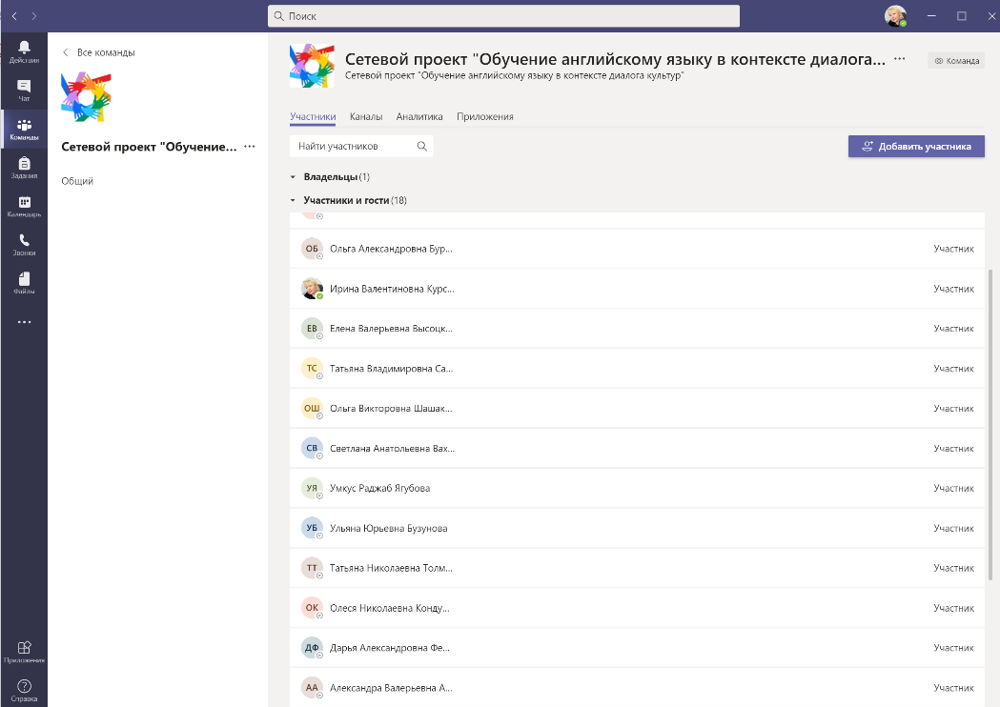 Поиск
Действия
Чат
Команды
Задания
Календарь
Звонки
Файлы
Приложения
Справка
Все команды
Сетевой проект "Обучение...
Общий
Сетевой проект "Обучение английскому языку в контексте диалога...
Сетевой проект "Обучение английскому языку в контексте диалога культур"
Команда
Участники Каналы Аналитика Приложения
Найти участников
Добавить участника
Владельцы (1)
Участники и гости (18)
ОБ Ольга Александровна Бур... Участник
Ирина Валентиновна Курс... Участник
ЕВ Елена Валерьевна Высоцк... Участник
ТС Татьяна Владимировна Са... Участник
ОШ Ольга Викторовна Шашак... Участник
СВ Светлана Анатольевна Вах... Участник
УЯ Умкус Раджаб Ягубова Участник
УБ Ульяна Юрьевна Бузунова Участник
ТТ Татьяна Николаевна Толм... Участник
ОК Олеся Николаевна Конду... Участник
ДФ Дарья Александровна Фе... Участник
АА Александра Валерьевна А... Участник